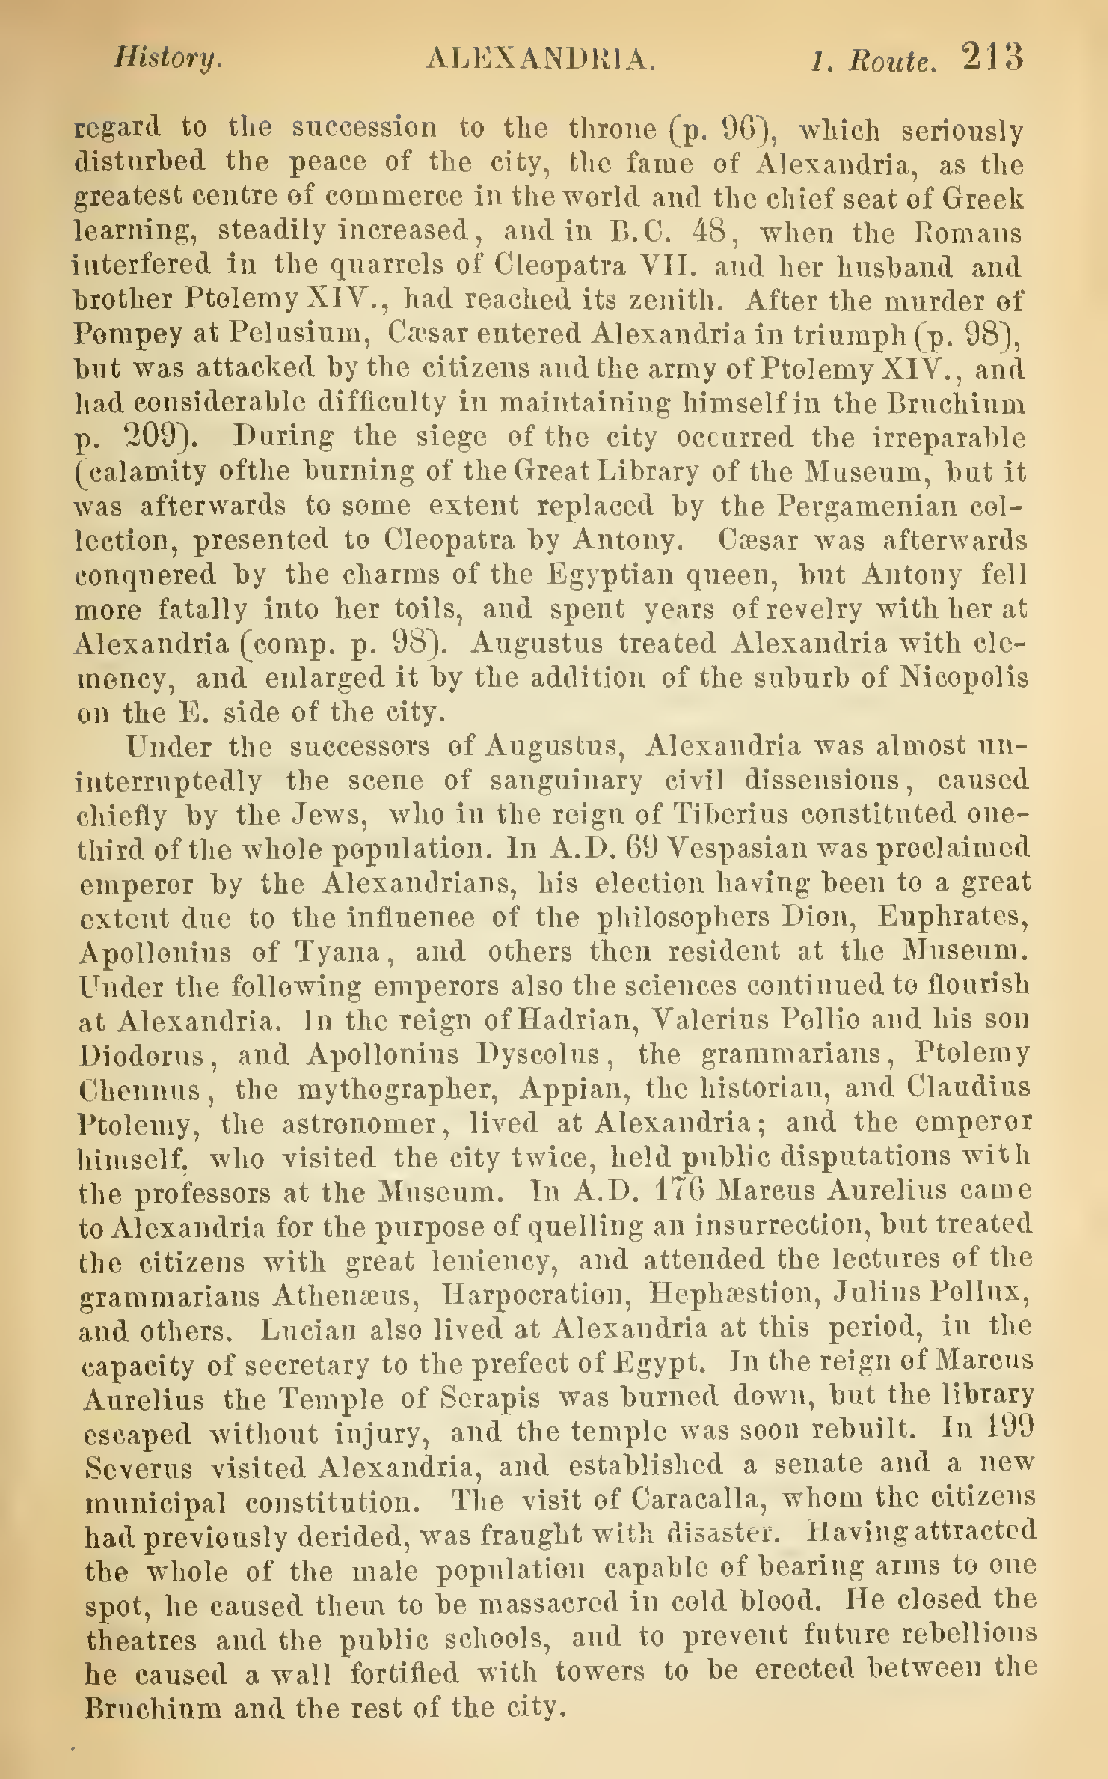 History. ALEXANDRIA. 1. Route. 213
regard to the succession to the throne (p. 96), which seriously
disturbed the peace of the city, the fame of Alexandria, as the
greatest centre of commerce in the world and the chief seat of Greek
learning, steadily increased, and in B.C. 48, when the Romans
interfered in the quarrels of Cleopatra VII. and her husband and
brother Ptolemy XIV., had reached its zenith. After the murder of
Pompey at Pelusium, Cæsar entered Alexandria in triumph (p. 98),
but was attacked by the citizens and the army of Ptolemy XIV., and
had considerable difficulty in maintaining himself in the Bruchium
p. 209). During the siege of the city occurred the irreparable
(calamity of the burning of the Great Library of the Museum, but it
was afterwards to some extent replaced by the Pergamenian col-
lection, presented to Cleopatra by Antony. Cæsar was afterwards
conquered by the charms of the Egyptian queen, but Antony fell
more fatally into her toils, and spent years of revelry with her at
Alexandria (comp. p. 98). Augustus treated Alexandria with cle-
mency, and enlarged it by the addition of the suburb of Nicopolis
on the E. side of the city.
Under the successors of Augustus, Alexandria was almost un-
interruptedly the scene of sanguinary civil dissensions, caused
chiefly by the Jews, who in the reign of Tiberius constituted one-
third of the whole population. In A.D. 69 Vespasian was proclaimed
emperor by the Alexandrians, his election having been to a great
extent due to the influence of the philosophers Dion, Euphrates,
Apollonius of Tyana, and others then resident at the Museum.
Under the following emperors also the sciences continued to flourish
at Alexandria. In the reign of Hadrian, Valerius Pollio and his son
Diodorus, and Apollonius Dyscolus, the grammarians, Ptolemy
Chennus, the mythographer, Appian, the historian, and Claudius
Ptolemy, the astronomer, lived at Alexandria; and the emperor
himself, who visited the city twice, held public disputations with
the professors at the Museum. In A.D. 176 Marcus Aurelius came
to Alexandria for the purpose of quelling an insurrection, but treated
the citizens with great leniency, and attended the lectures of the
grammarians Athenæus, Harpocration, Hephæstion, Julius Pollux,
and others. Lucian also lived at Alexandria at this period, in the
capacity of secretary to the prefect of Egypt. In the reign of Marcus
Aurelius the Temple of Serapis was burned down, but the library
escaped without injury, and the temple was soon rebuilt. In 199
Severus visited Alexandria, and established a senate and a new
municipal constitution. The visit of Caracalla, whom the citizens
had previously derided, was fraught with disaster. Having attracted
the whole of the male population capable of bearing arms to one
spot, he caused them to be massacred in cold blood. He closed the
theatres and the public schools, and to prevent future rebellions
he caused a wall fortified with towers to be erected between the
Bruchium and the rest of the city.